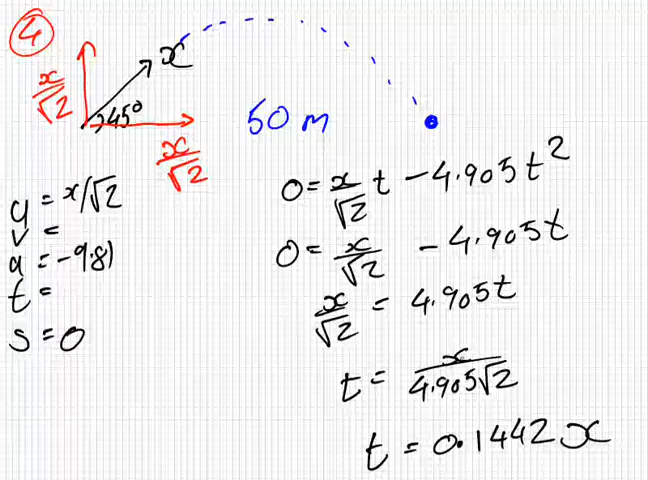 4
x
x/√2
45°
50 m
x/√2
u = x/√2
v =
a = -9.81
t =
s = 0
0 = x/√2 t - 4.905t²
0 = x/√2 - 4.905t
x/√2 = 4.905t
t = x/4.905√2
t = 0.1442x